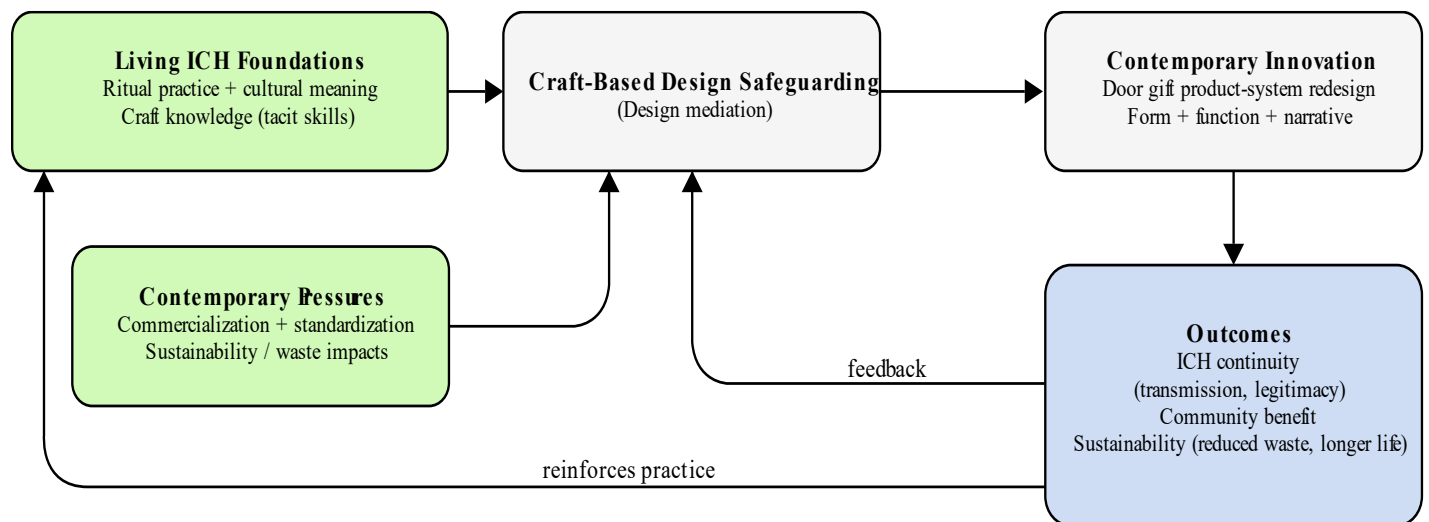 Living ICH Foundations
Ritual practice + cultural meaning
Craft knowledge (tacit skills)
Craft-Based Design Safeguarding
(Design mediation)
Contemporary Innovation
Door gift product-system redesign
Form + function + narrative
Contemporary Pressures
Commercialization + standardization
Sustainability / waste impacts
Outcomes
ICH continuity
(transmission, legitimacy)
Community benefit
Sustainability (reduced waste, longer life)
feedback
reinforces practice